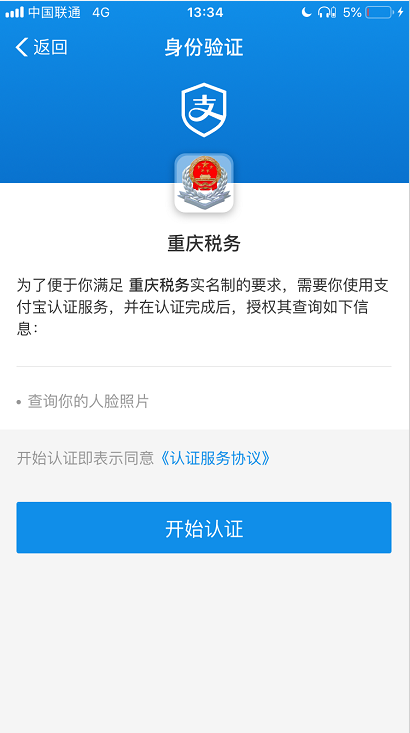 中国联通 4G 13:34 5%
返回 身份验证
支
重庆税务
为了便于你满足 重庆税务实名制的要求，需要你使用支
付宝认证服务，并在认证完成后，授权其查询如下信
息：
• 查询你的人脸照片
开始认证即表示同意《认证服务协议》
开始认证